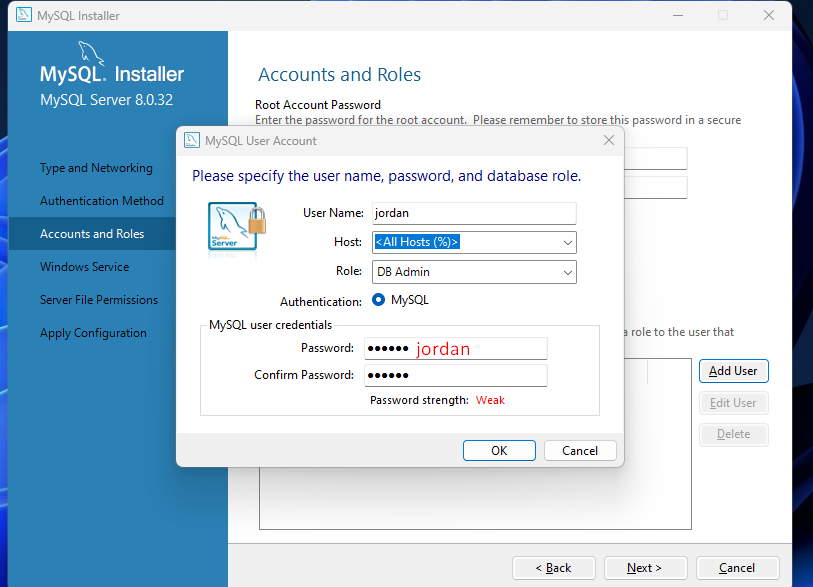 MySQL Installer
MySQL. Installer
MySQL Server 8.0.32
Type and Networking
Authentication Method
Accounts and Roles
Windows Service
Server File Permissions
Apply Configuration
Accounts and Roles
Root Account Password
Enter the password for the root account. Please remember to store this password in a secure
MySQL User Account
Please specify the user name, password, and database role.
MySQL
Server
User Name: jordan
Host: <All Hosts (%)>
Role: DB Admin
Authentication: MySQL
MySQL user credentials
Password: ●●●●●● jordan
Confirm Password: ●●●●●●
Password strength: Weak
OK Cancel
a role to the user that
Add User
Edit User
Delete
< Back Next > Cancel